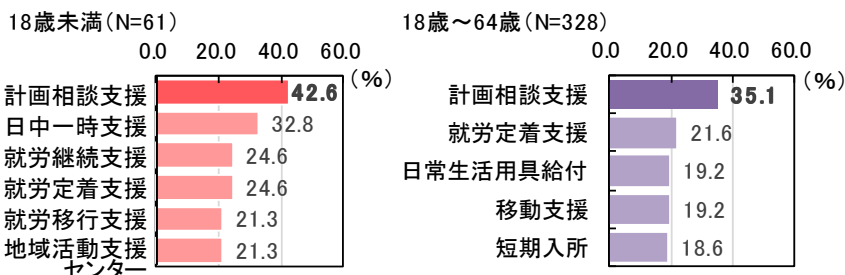 18歳未満(N=61)
0.0 20.0 40.0 60.0
(%)
計画相談支援 42.6
日中一時支援 32.8
就労継続支援 24.6
就労定着支援 24.6
就労移行支援 21.3
地域活動支援 21.3
センター
18歳～64歳(N=328)
0.0 20.0 40.0 60.0
(%)
計画相談支援 35.1
就労定着支援 21.6
日常生活用具給付 19.2
移動支援 19.2
短期入所 18.6